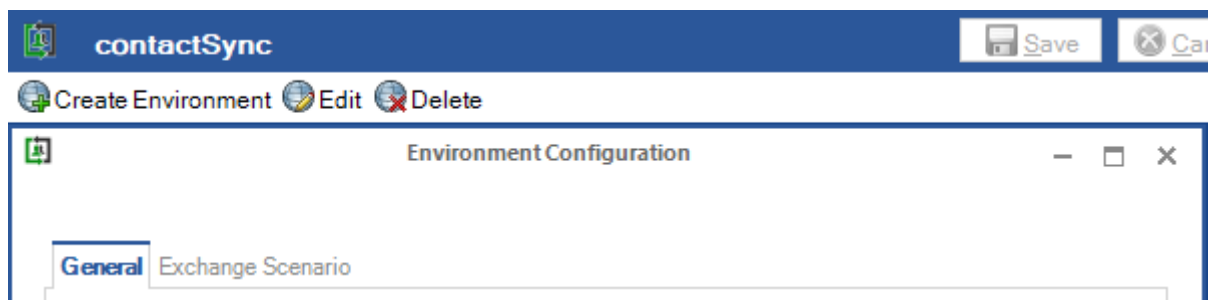 contactSync Save
Create Environment Edit Delete
Environment Configuration
General Exchange Scenario